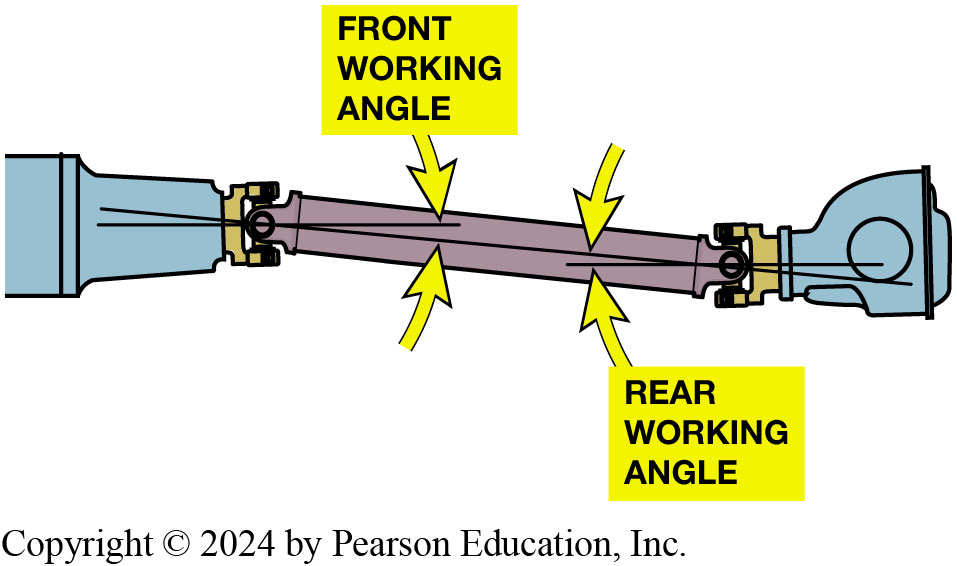 FRONT
WORKING
ANGLE
REAR
WORKING
ANGLE
Copyright © 2024 by Pearson Education, Inc.